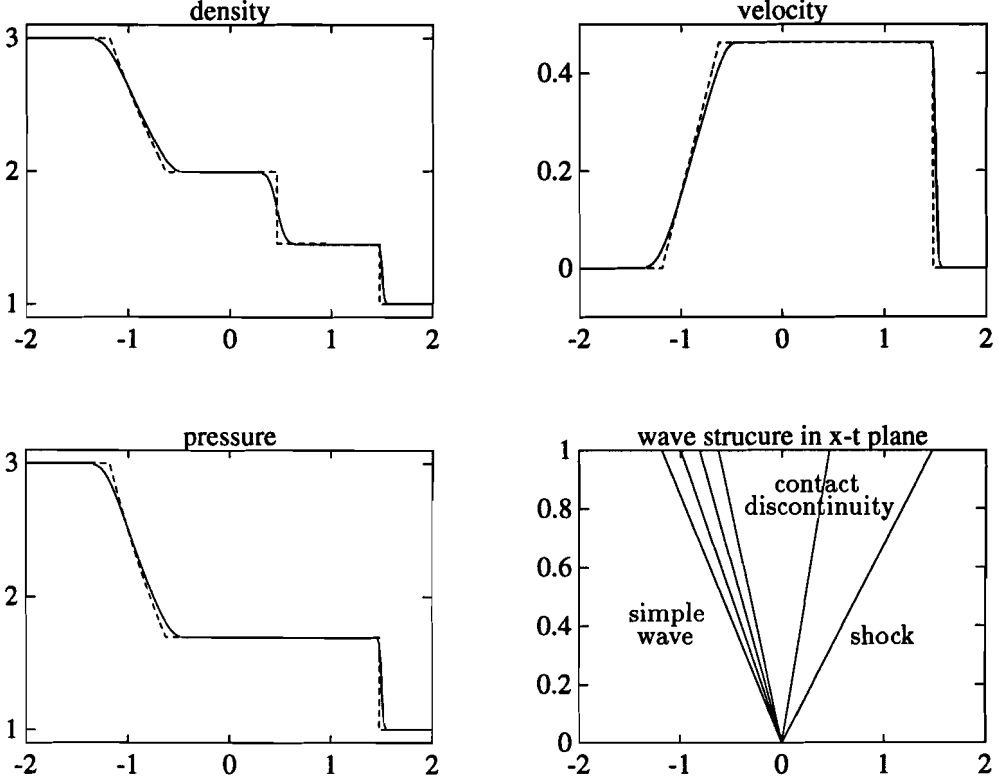 density
3
2
1
-2 -1 0 1 2
velocity
0.4
0.2
0
-2 -1 0 1 2
pressure
3
2
1
-2 -1 0 1 2
wave strucure in x-t plane
1
0.8
0.6
0.4
0.2
0
contact
discontinuity
simple
wave
shock
-2 -1 0 1 2